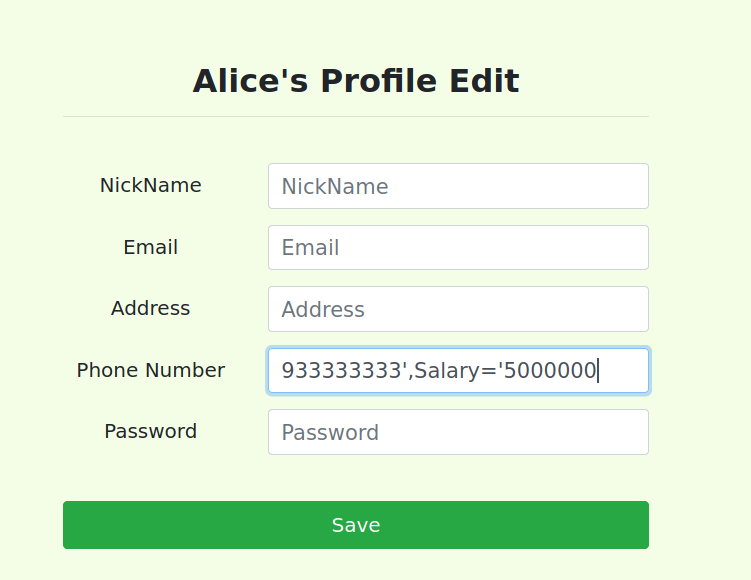 Alice's Profile Edit
NickName NickName
Email Email
Address Address
Phone Number 933333333',Salary='5000000
Password Password
Save